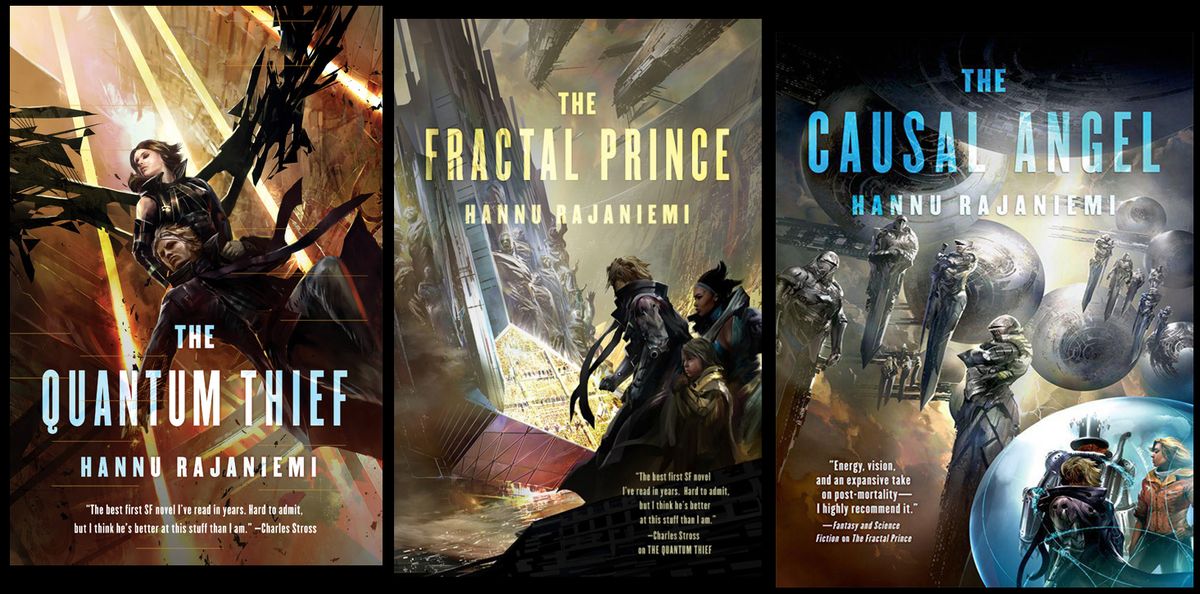 THE
QUANTUM THIEF
HANNU RAJANIEMI
"The best first SF novel I've read in years. Hard to admit,
but I think he's better at this stuff than I am." —Charles Stross
THE
FRACTAL PRINCE
HANNU RAJANIEMI
"The best first SF novel
I've read in years. Hard to admit,
but I think he's better
at this stuff than I am."
—Charles Stross
on THE QUANTUM THIEF
THE
CAUSAL ANGEL
HANNU RAJANIEMI
"Energy, vision,
and an expansive take
on post-mortality—
I highly recommend it."
—Fantasy and Science
Fiction on The Fractal Prince